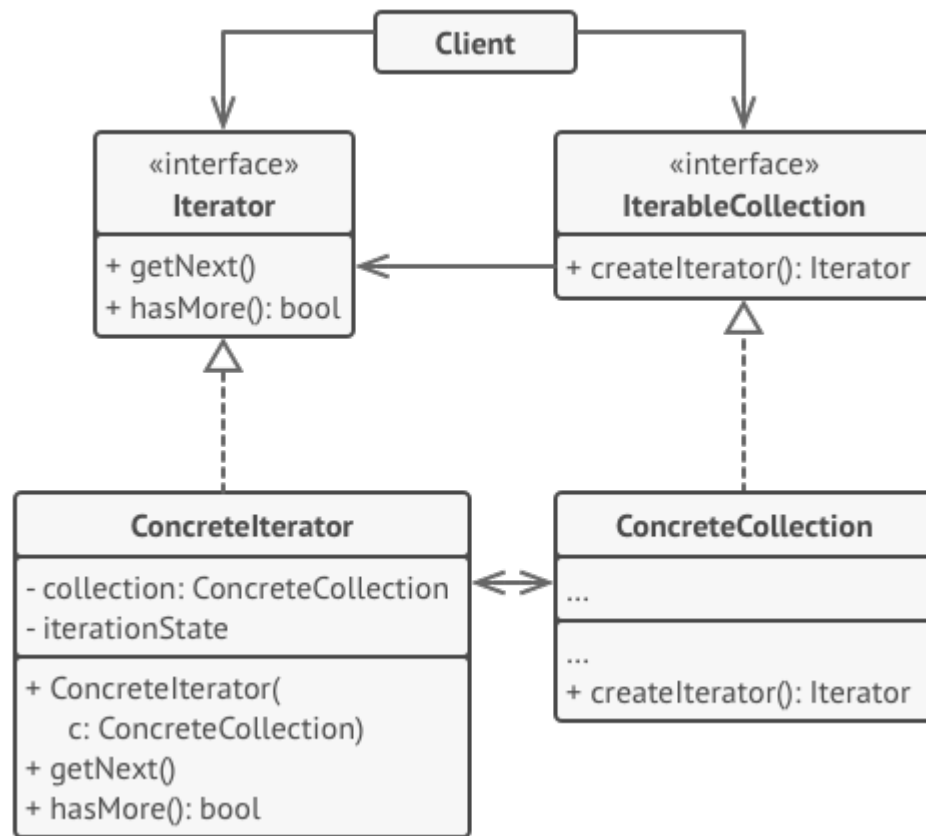 Client
«interface»
Iterator
+ getNext()
+ hasMore(): bool
«interface»
IterableCollection
+ createIterator(): Iterator
ConcreteIterator
- collection: ConcreteCollection
- iterationState
+ ConcreteIterator(
c: ConcreteCollection)
+ getNext()
+ hasMore(): bool
ConcreteCollection
...
...
+ createIterator(): Iterator